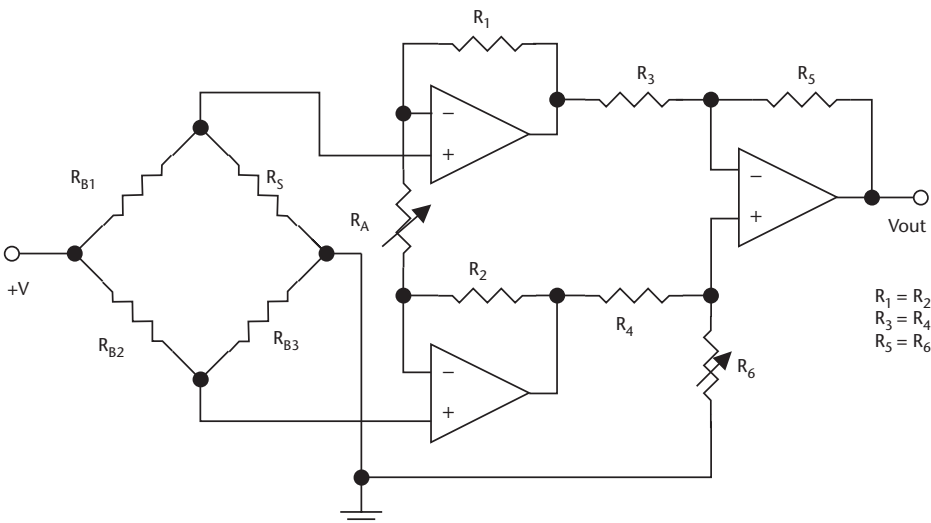 R1
R3
R5
−
+
RB1
RS
RA
−
+
Vout
+V
R2
R4
R1 = R2
R3 = R4
R5 = R6
RB2
RB3
R6
−
+